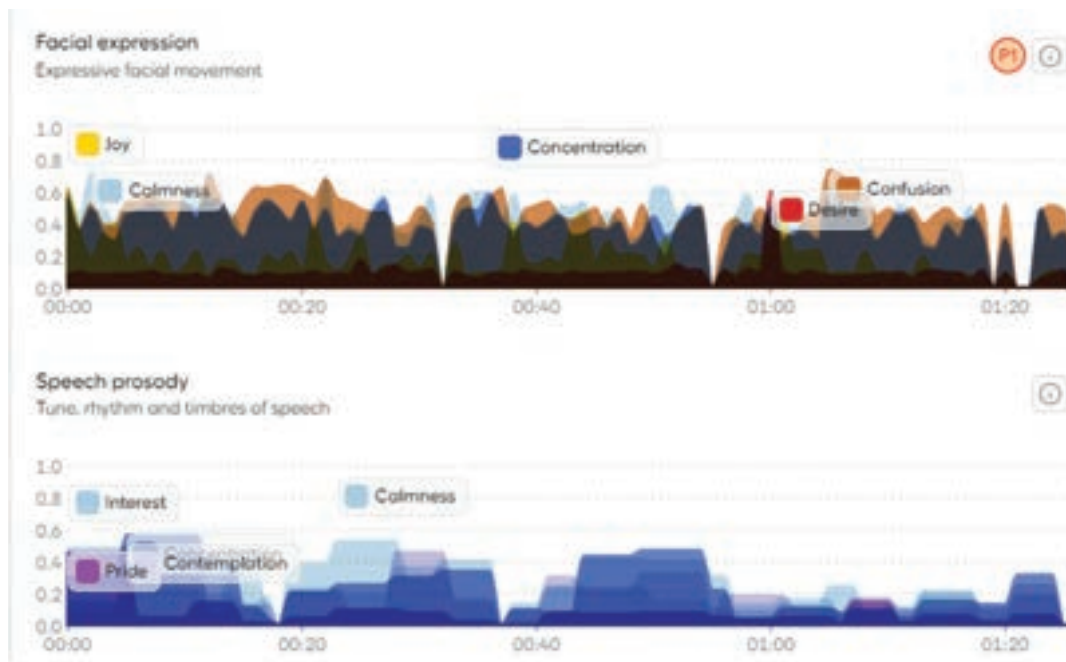 Facial expression
Expressive facial movement
P1
1.0
0.8
0.6
0.4
0.2
0.0
Joy
Calmness
Concentration
Confusion
Desire
00:00
00:20
00:40
01:00
01:20
Speech prosody
Tune, rhythm and timbres of speech
1.0
0.8
0.6
0.4
0.2
0.0
Interest
Calmness
Contemplation
Pride
00:00
00:20
00:40
01:00
01:20